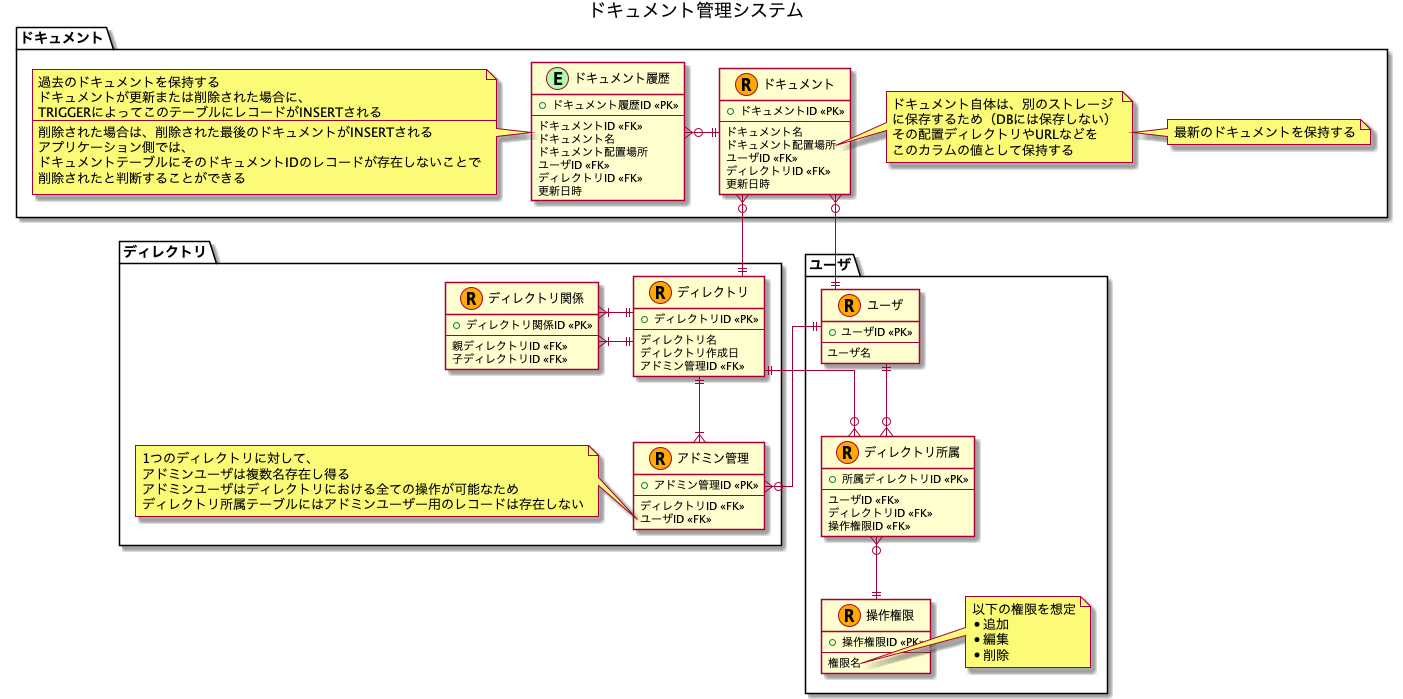 ドキュメント管理システム
ドキュメント
過去のドキュメントを保持する
ドキュメントが更新または削除された場合に、
TRIGGERによってこのテーブルにレコードがINSERTされる
削除された場合は、削除された最後のドキュメントがINSERTされる
アプリケーション側では、
ドキュメントテーブルにそのドキュメントIDのレコードが存在しないことで
削除されたと判断することができる
E ドキュメント履歴
ドキュメント履歴ID «PK»
ドキュメントID «FK»
ドキュメント名
ドキュメント配置場所
ユーザID «FK»
ディレクトリID «FK»
更新日時
R ドキュメント
ドキュメントID «PK»
ドキュメント名
ドキュメント配置場所
ユーザID «FK»
ディレクトリID «FK»
更新日時
ドキュメント自体は、別のストレージ
に保存するため（DBには保存しない）
その配置ディレクトリやURLなどを
このカラムの値として保持する
最新のドキュメントを保持する
ディレクトリ
R ディレクトリ関係
ディレクトリ関係ID «PK»
親ディレクトリID «FK»
子ディレクトリID «FK»
R ディレクトリ
ディレクトリID «PK»
ディレクトリ名
ディレクトリ作成日
アドミン管理ID «FK»
1つのディレクトリに対して、
アドミンユーザは複数名存在し得る
アドミンユーザはディレクトリにおける全ての操作が可能なため
ディレクトリ所属テーブルにはアドミンユーザー用のレコードは存在しない
R アドミン管理
アドミン管理ID «PK»
ディレクトリID «FK»
ユーザID «FK»
ユーザ
R ユーザ
ユーザID «PK»
ユーザ名
R ディレクトリ所属
所属ディレクトリID «PK»
ユーザID «FK»
ディレクトリID «FK»
操作権限ID «FK»
R 操作権限
操作権限ID «PK»
権限名
以下の権限を想定
• 追加
• 編集
• 削除